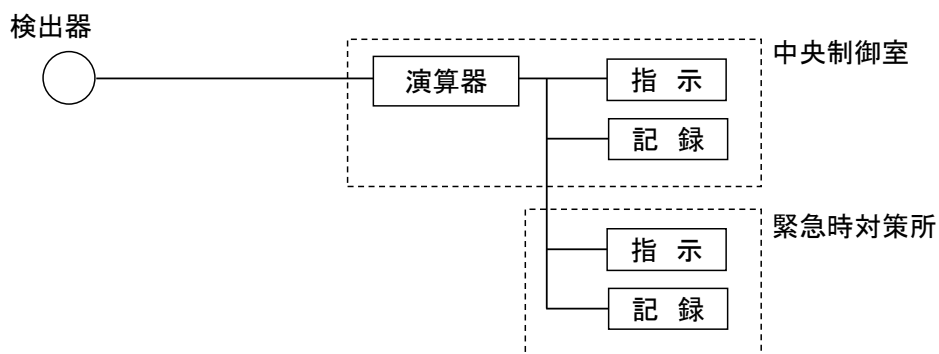 検出器
中央制御室
演算器
指 示
記 録
緊急時対策所
指 示
記 録